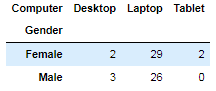 Computer Desktop Laptop Tablet
Gender
Female 2 29 2
Male 3 26 0